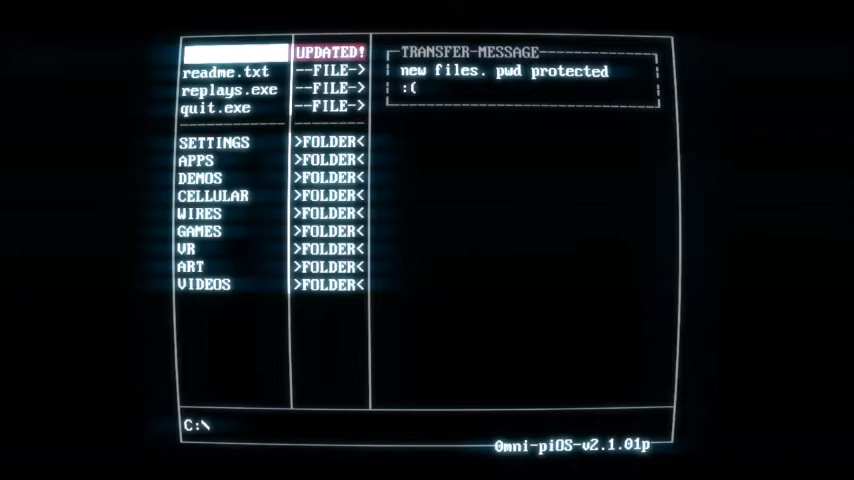 UPDATED!
TRANSFER-MESSAGE
readme.txt --FILE->
new files. pwd protected
replays.exe --FILE->
:(
quit.exe --FILE->
SETTINGS >FOLDER<
APPS >FOLDER<
DEMOS >FOLDER<
CELLULAR >FOLDER<
WIRES >FOLDER<
GAMES >FOLDER<
VR >FOLDER<
ART >FOLDER<
VIDEOS >FOLDER<
C:\
0mni-piOS-v2.1.01p